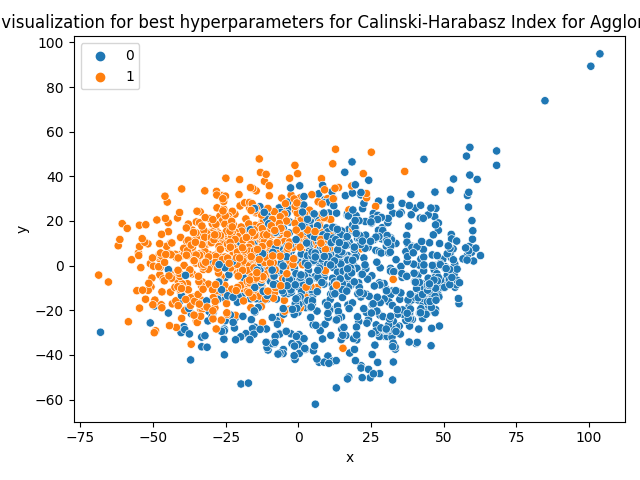 visualization for best hyperparameters for Calinski-Harabasz Index for Agglor
0
1
100
80
60
40
20
0
−20
−40
−60
y
−75 −50 −25 0 25 50 75 100
x